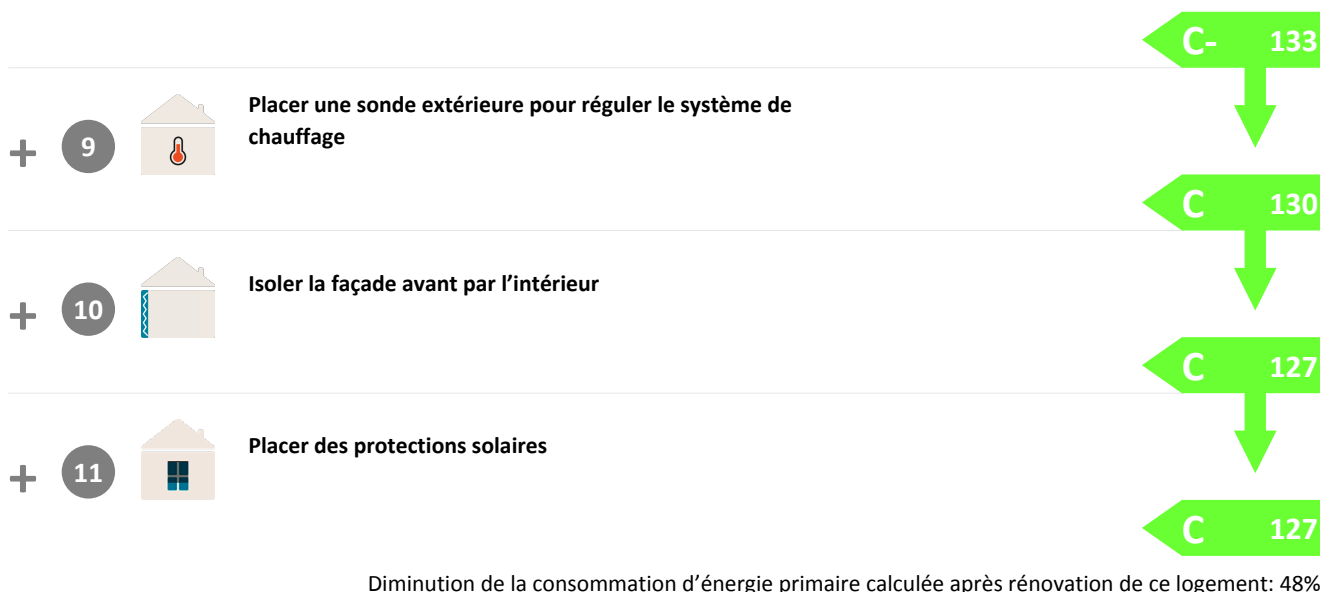 C- 133
Placer une sonde extérieure pour réguler le système de
chauffage
+ 9
C 130
Isoler la façade avant par l’intérieur
+ 10
C 127
Placer des protections solaires
+ 11
C 127
Diminution de la consommation d’énergie primaire calculée après rénovation de ce logement: 48%